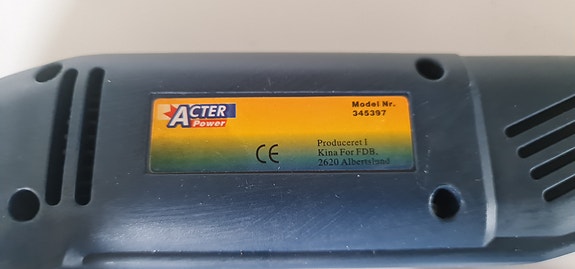 ACTER
Power
Model Nr.
345397
CE
Produceret I
Kina For FDB.
2620 Albertslund